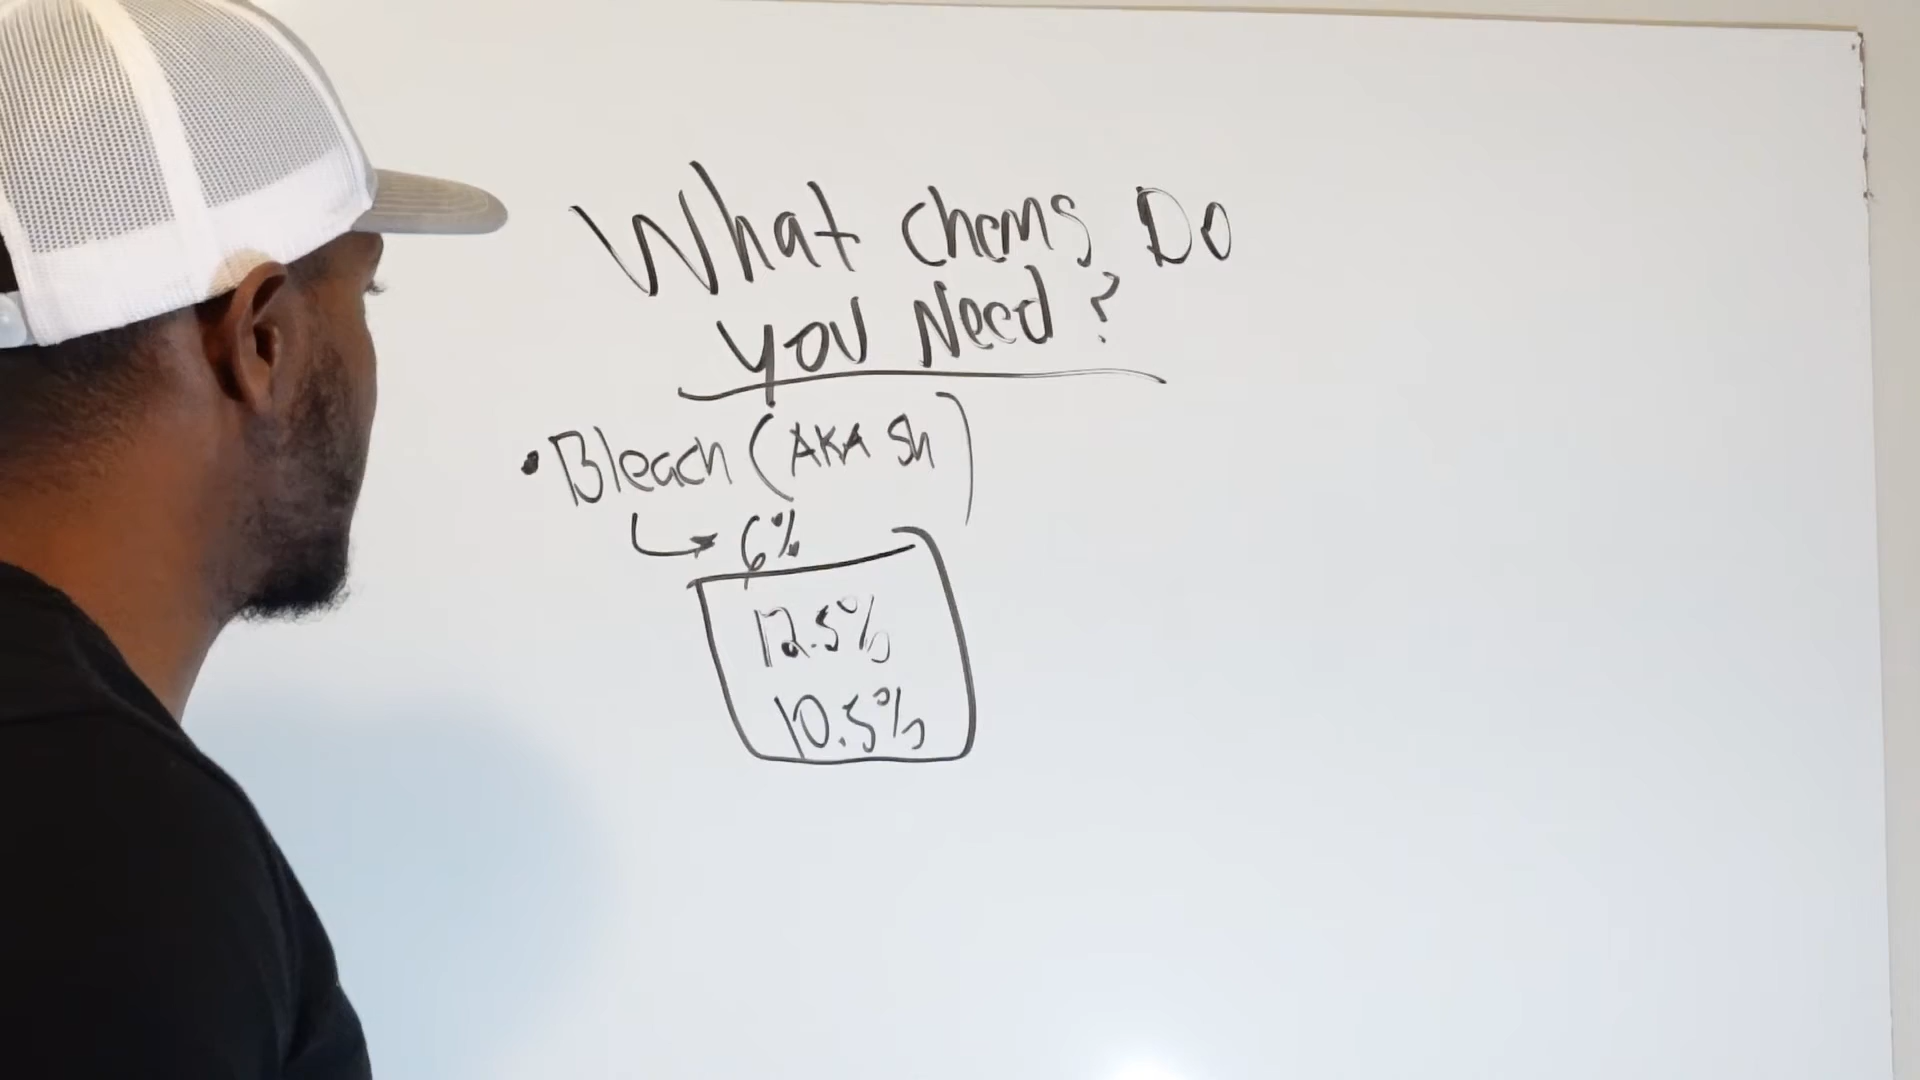 What Chems Do
you Need?
• Bleach (AKA Sh)
6%
12.5%
10.5%